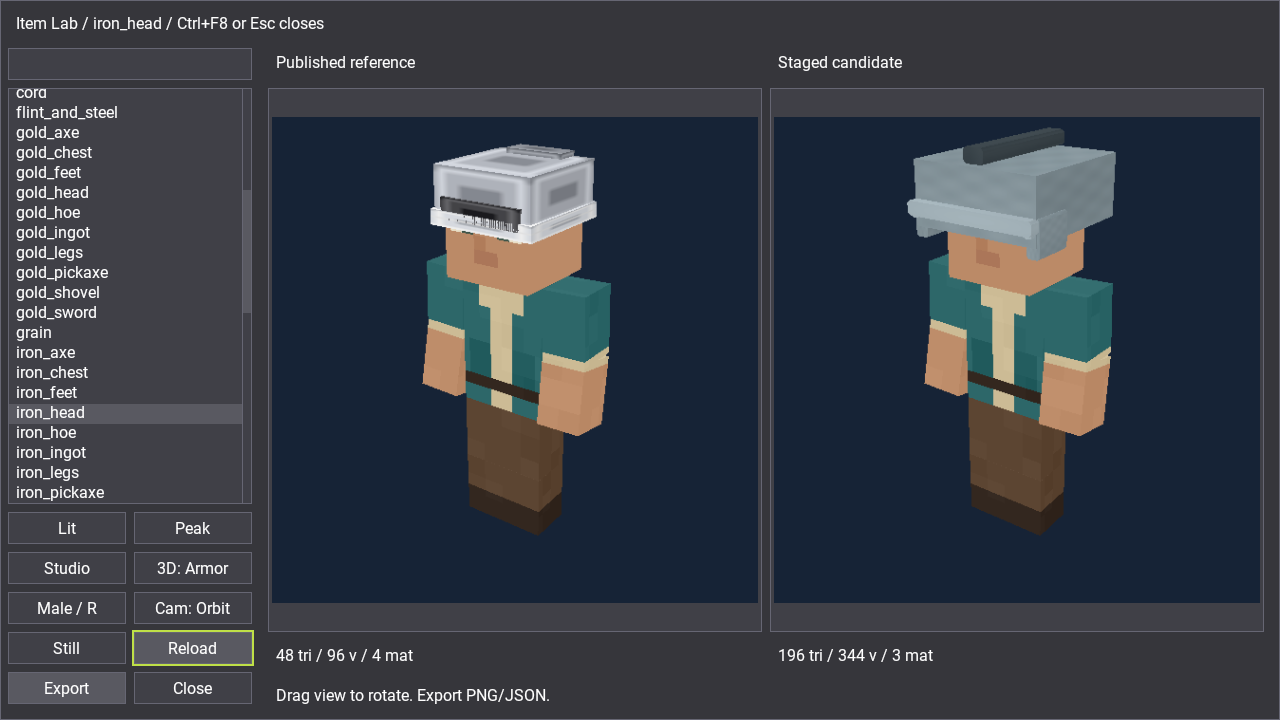 Item Lab / iron_head / Ctrl+F8 or Esc closes
Published reference
Staged candidate
cord
flint_and_steel
gold_axe
gold_chest
gold_feet
gold_head
gold_hoe
gold_ingot
gold_legs
gold_pickaxe
gold_shovel
gold_sword
grain
iron_axe
iron_chest
iron_feet
iron_head
iron_hoe
iron_ingot
iron_legs
iron_pickaxe
Lit
Peak
Studio
3D: Armor
Male / R
Cam: Orbit
Still
Reload
Export
Close
48 tri / 96 v / 4 mat
196 tri / 344 v / 3 mat
Drag view to rotate. Export PNG/JSON.